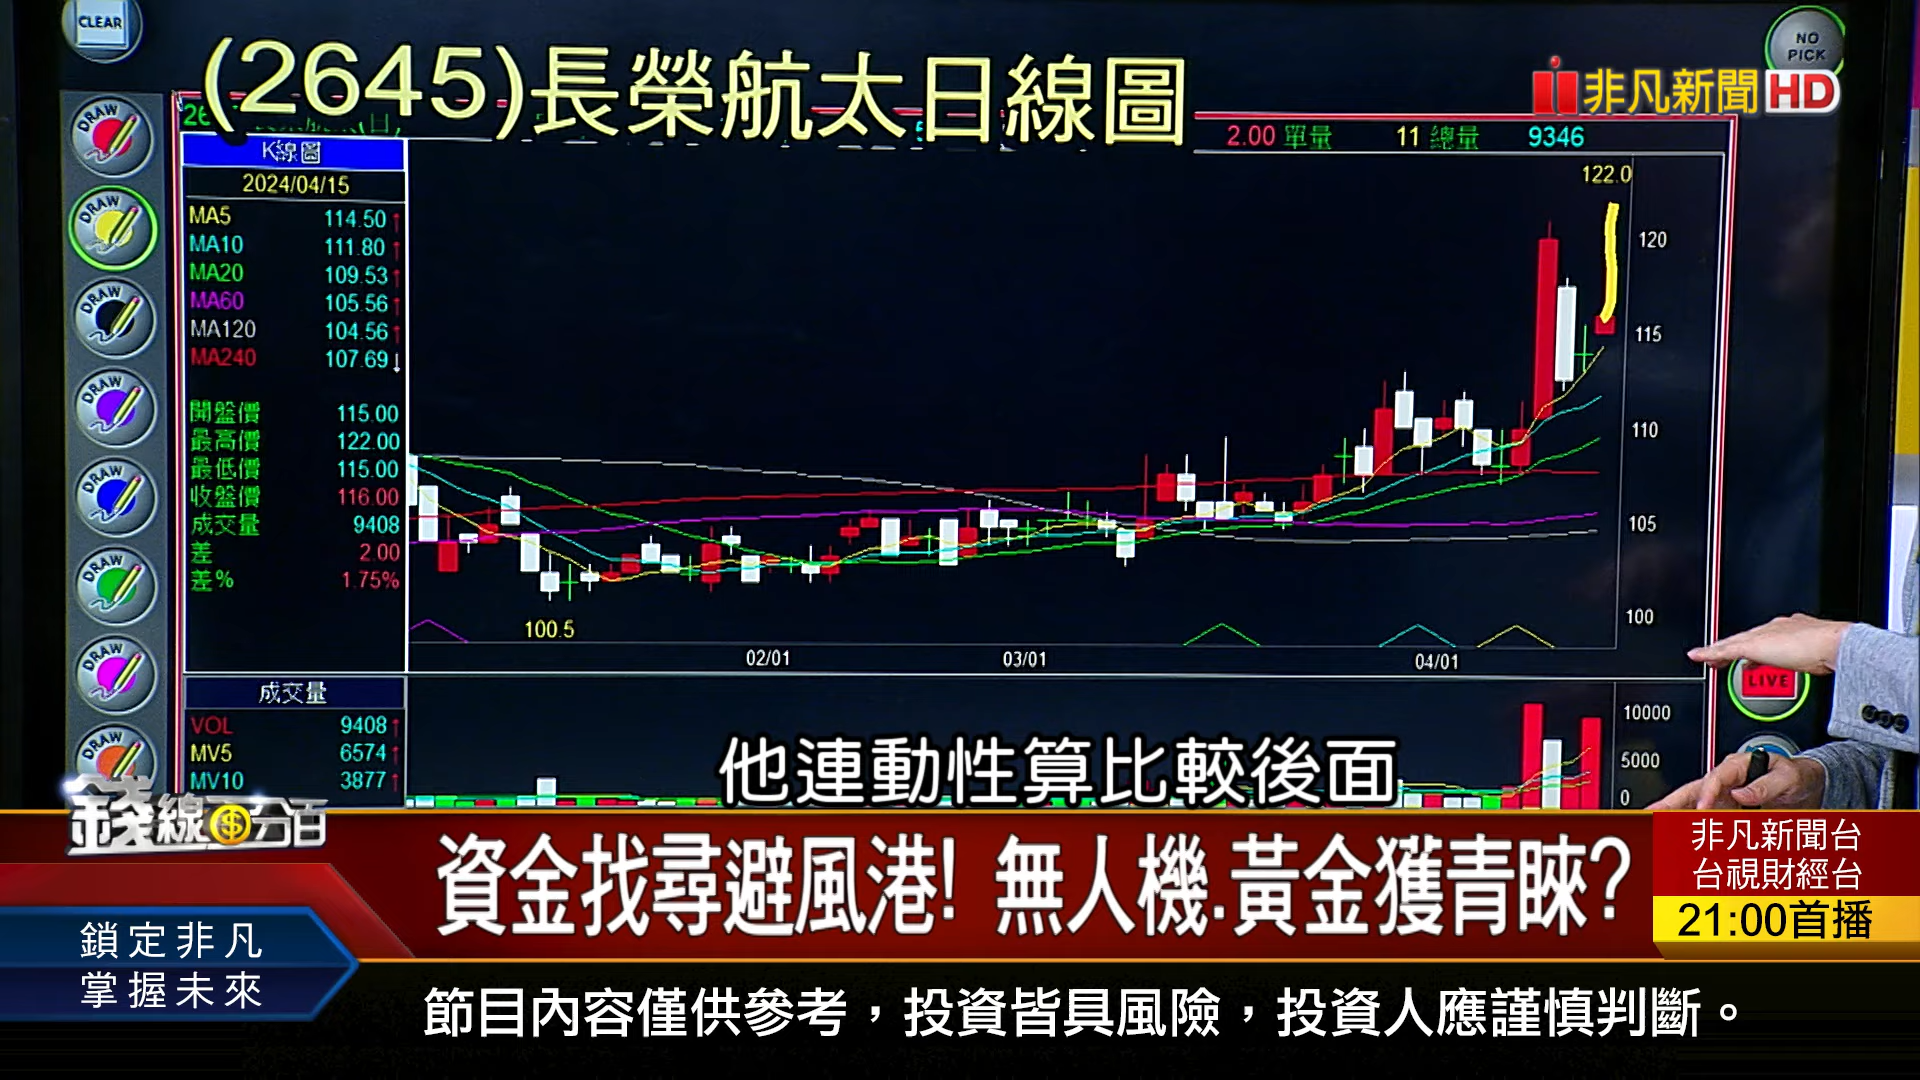 CLEAR
NO
PICK
(2645)長榮航太日線圖
非凡新聞HD
2.00 單量 11 總量 9346
K線圖
2024/04/15
MA5 114.50↑
MA10 111.80↑
MA20 109.53↑
MA60 105.56↑
MA120 104.56↑
MA240 107.69↓
開盤價 115.00
最高價 122.00
最低價 115.00
收盤價 116.00
成交量 9408
差 2.00
差% 1.75%
122.0
120
115
110
105
100
100.5
02/01 03/01 04/01
DRAW
DRAW
DRAW
DRAW
DRAW
DRAW
DRAW
DRAW
LIVE
成交量
VOL 9408↑
MV5 6574↑
MV10 3877↑
10000
5000
0
他連動性算比較後面
錢線百分百
資金找尋避風港! 無人機.黃金獲青睞?
非凡新聞台
台視財經台
21:00首播
鎖定非凡
掌握未來
節目內容僅供參考，投資皆具風險，投資人應謹慎判斷。